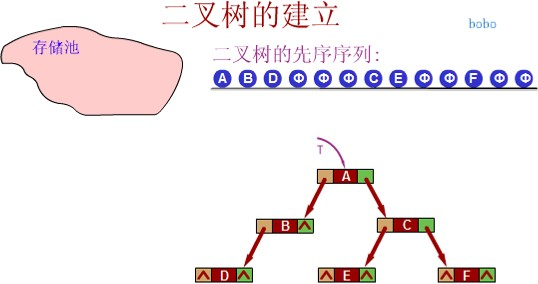 二叉树的建立
bobo
存储池
二叉树的先序序列:
A B D Φ Φ Φ C E Φ Φ F Φ Φ
T
A
B C
^ ^
D E F
^ ^ ^ ^ ^ ^